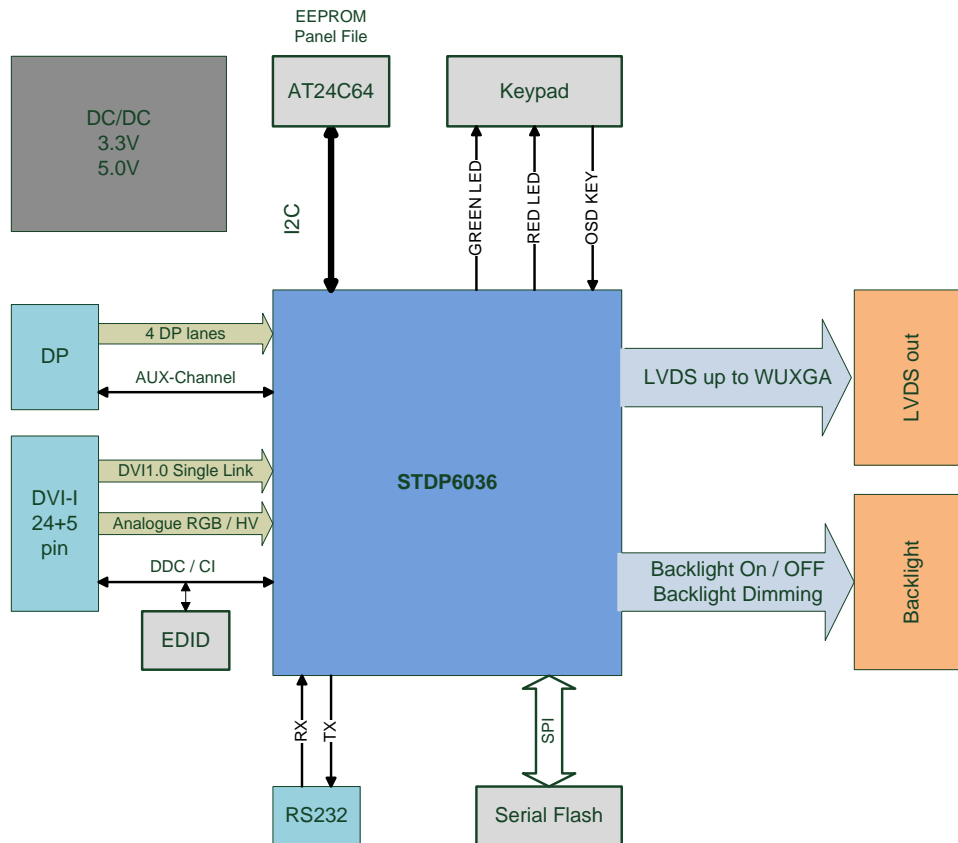 EEPROM
Panel File
AT24C64
Keypad
DC/DC
3.3V
5.0V
I2C
GREEN LED
RED LED
OSD KEY
DP
4 DP lanes
AUX-Channel
LVDS up to WUXGA
LVDS out
DVI-I
24+5
pin
DVI1.0 Single Link
Analogue RGB / HV
DDC / CI
EDID
STDP6036
Backlight On / OFF
Backlight Dimming
Backlight
RX
TX
SPI
RS232
Serial Flash